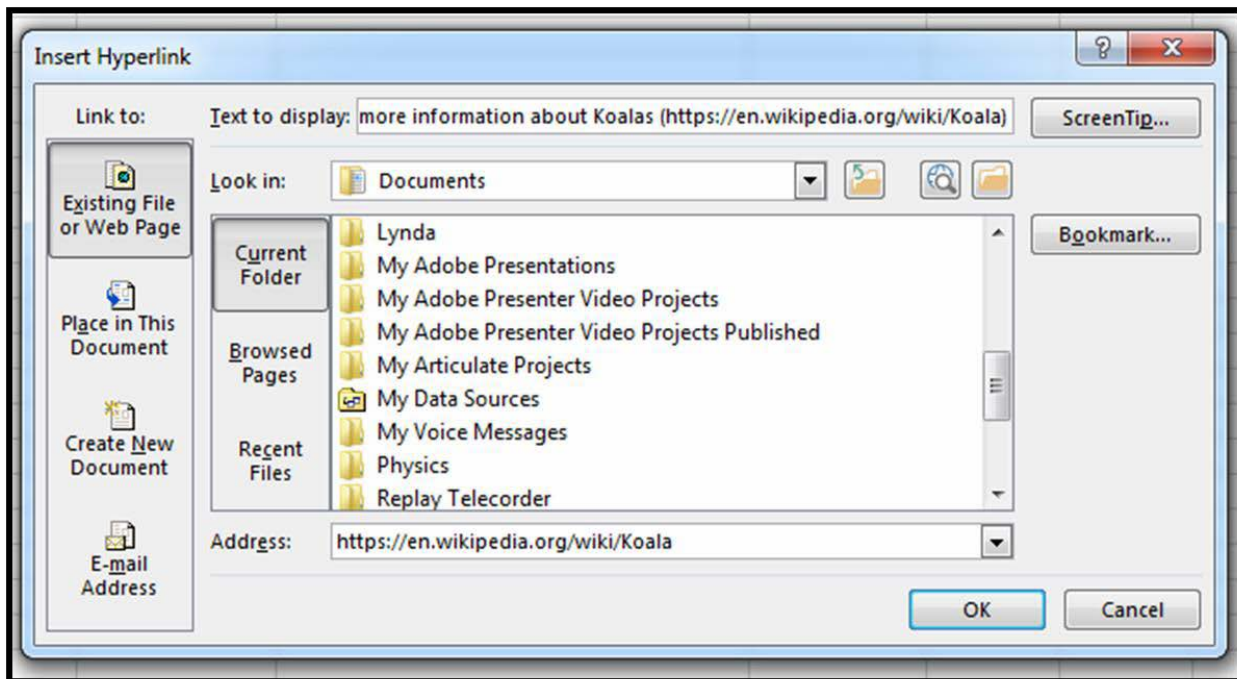 Insert Hyperlink
?
X
Link to:
Text to display: more information about Koalas (https://en.wikipedia.org/wiki/Koala)
ScreenTip...
Existing File
or Web Page
Place in This
Document
Create New
Document
E-mail
Address
Look in: Documents
Current
Folder
Browsed
Pages
Recent
Files
Lynda
My Adobe Presentations
My Adobe Presenter Video Projects
My Adobe Presenter Video Projects Published
My Articulate Projects
My Data Sources
My Voice Messages
Physics
Replay Telecorder
Bookmark...
Address: https://en.wikipedia.org/wiki/Koala
OK
Cancel